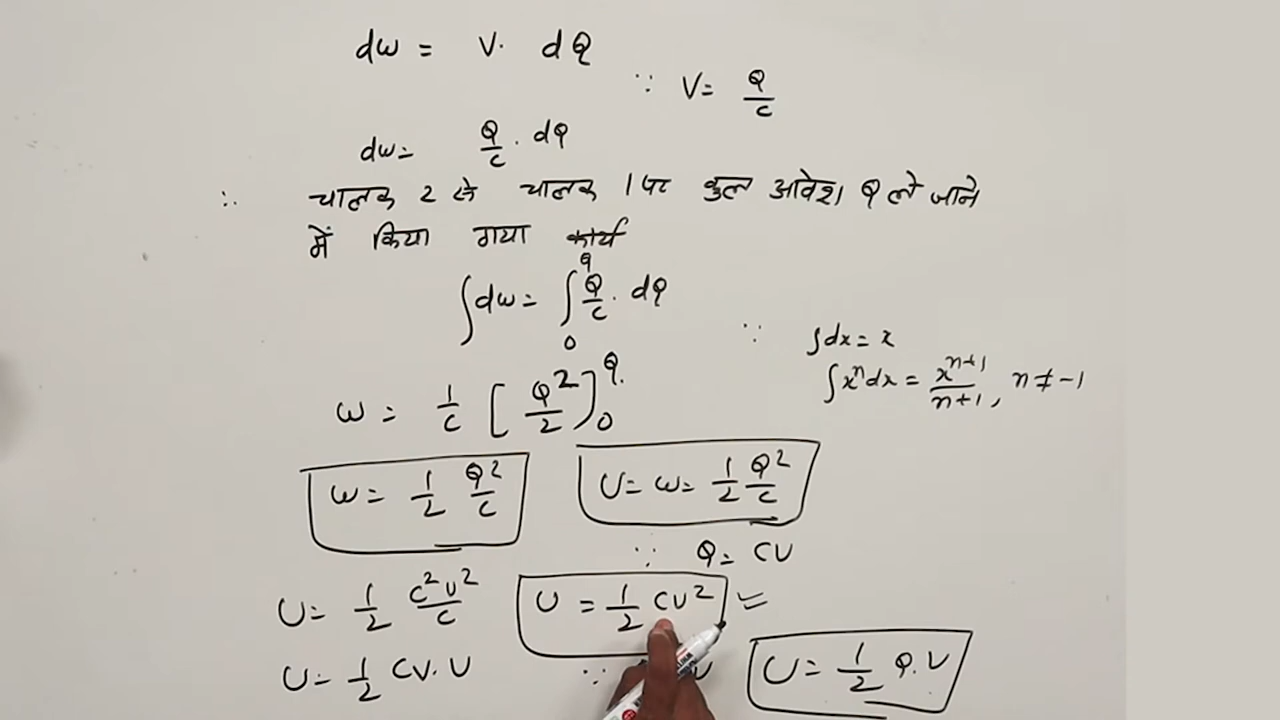 dw = V. dQ
∵ V = Q/c
dw = Q/c . dQ
∴ चालक 2 से चालक 1 पर कुल आवेश Q ले जाने
में किया गया कार्य
∫dw = ∫₀^Q Q/c . dQ
∵ ∫dx = x
∫xⁿdx = xⁿ⁺¹/n+1, n ≠ -1
w = 1/c [Q²/2]₀^Q.
w = 1/2 Q²/c
U = w = 1/2 Q²/c
∵ Q = CV
U = 1/2 C²V²/C
U = 1/2 CV²
U = 1/2 CV.V
∵
U = 1/2 Q.V